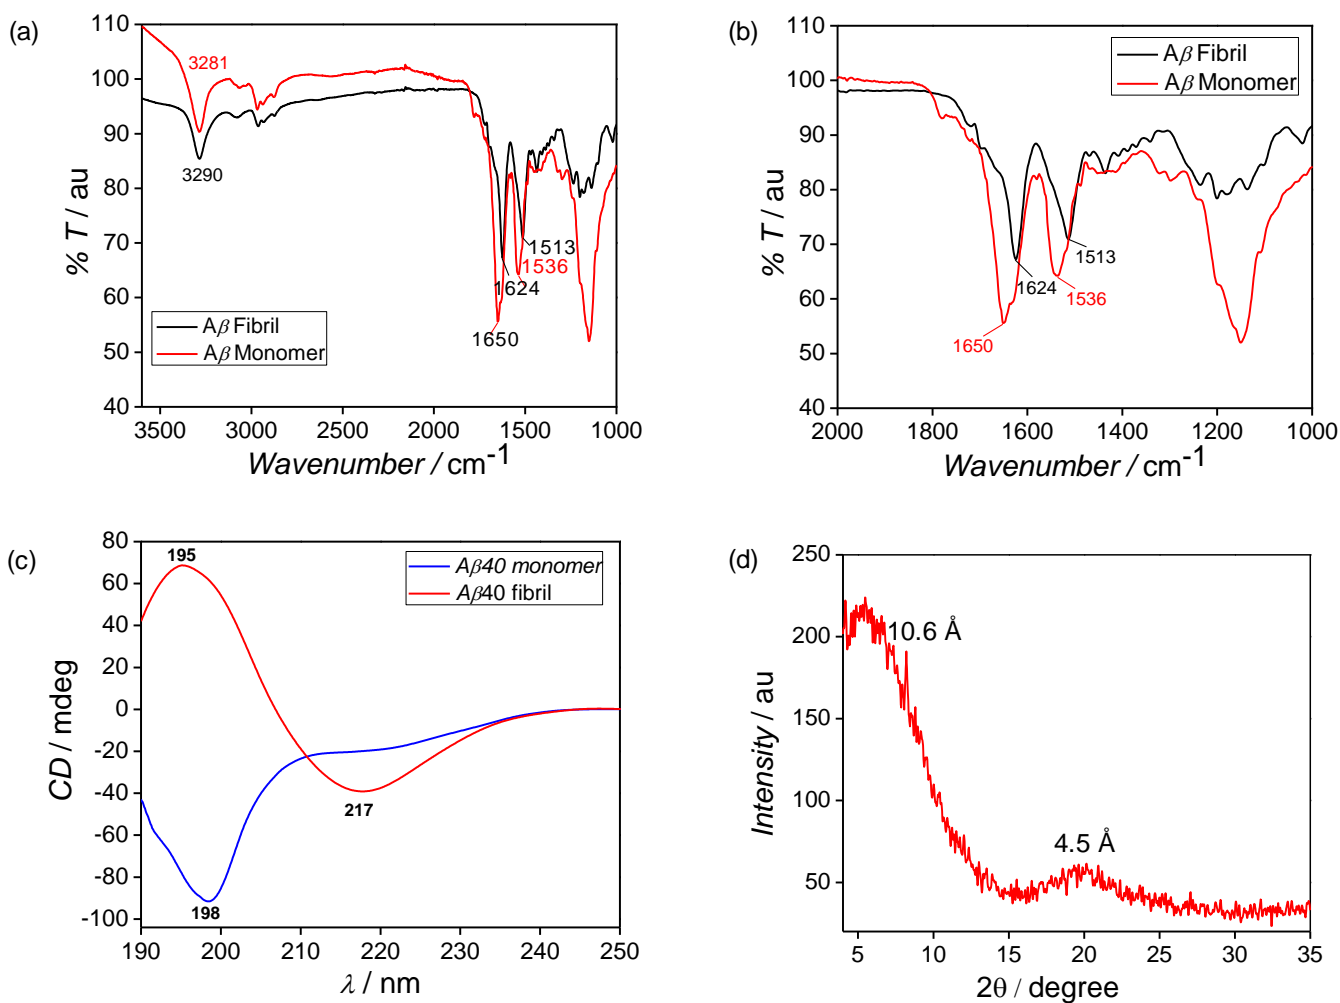 (a)
110
100
90
80
70
60
50
40
% T / au
3281
3290
1513
1536
1624
1650
Aβ Fibril
Aβ Monomer
3500 3000 2500 2000 1500 1000
Wavenumber / cm-1
(b)
110
100
90
80
70
60
50
40
% T / au
Aβ Fibril
Aβ Monomer
1513
1624
1536
1650
2000 1800 1600 1400 1200 1000
Wavenumber / cm-1
(c)
80
60
40
20
0
-20
-40
-60
-80
-100
CD / mdeg
195
Aβ40 monomer
Aβ40 fibril
217
198
190 200 210 220 230 240 250
λ / nm
(d)
250
200
150
100
50
Intensity / au
10.6 Å
4.5 Å
5 10 15 20 25 30 35
2θ / degree